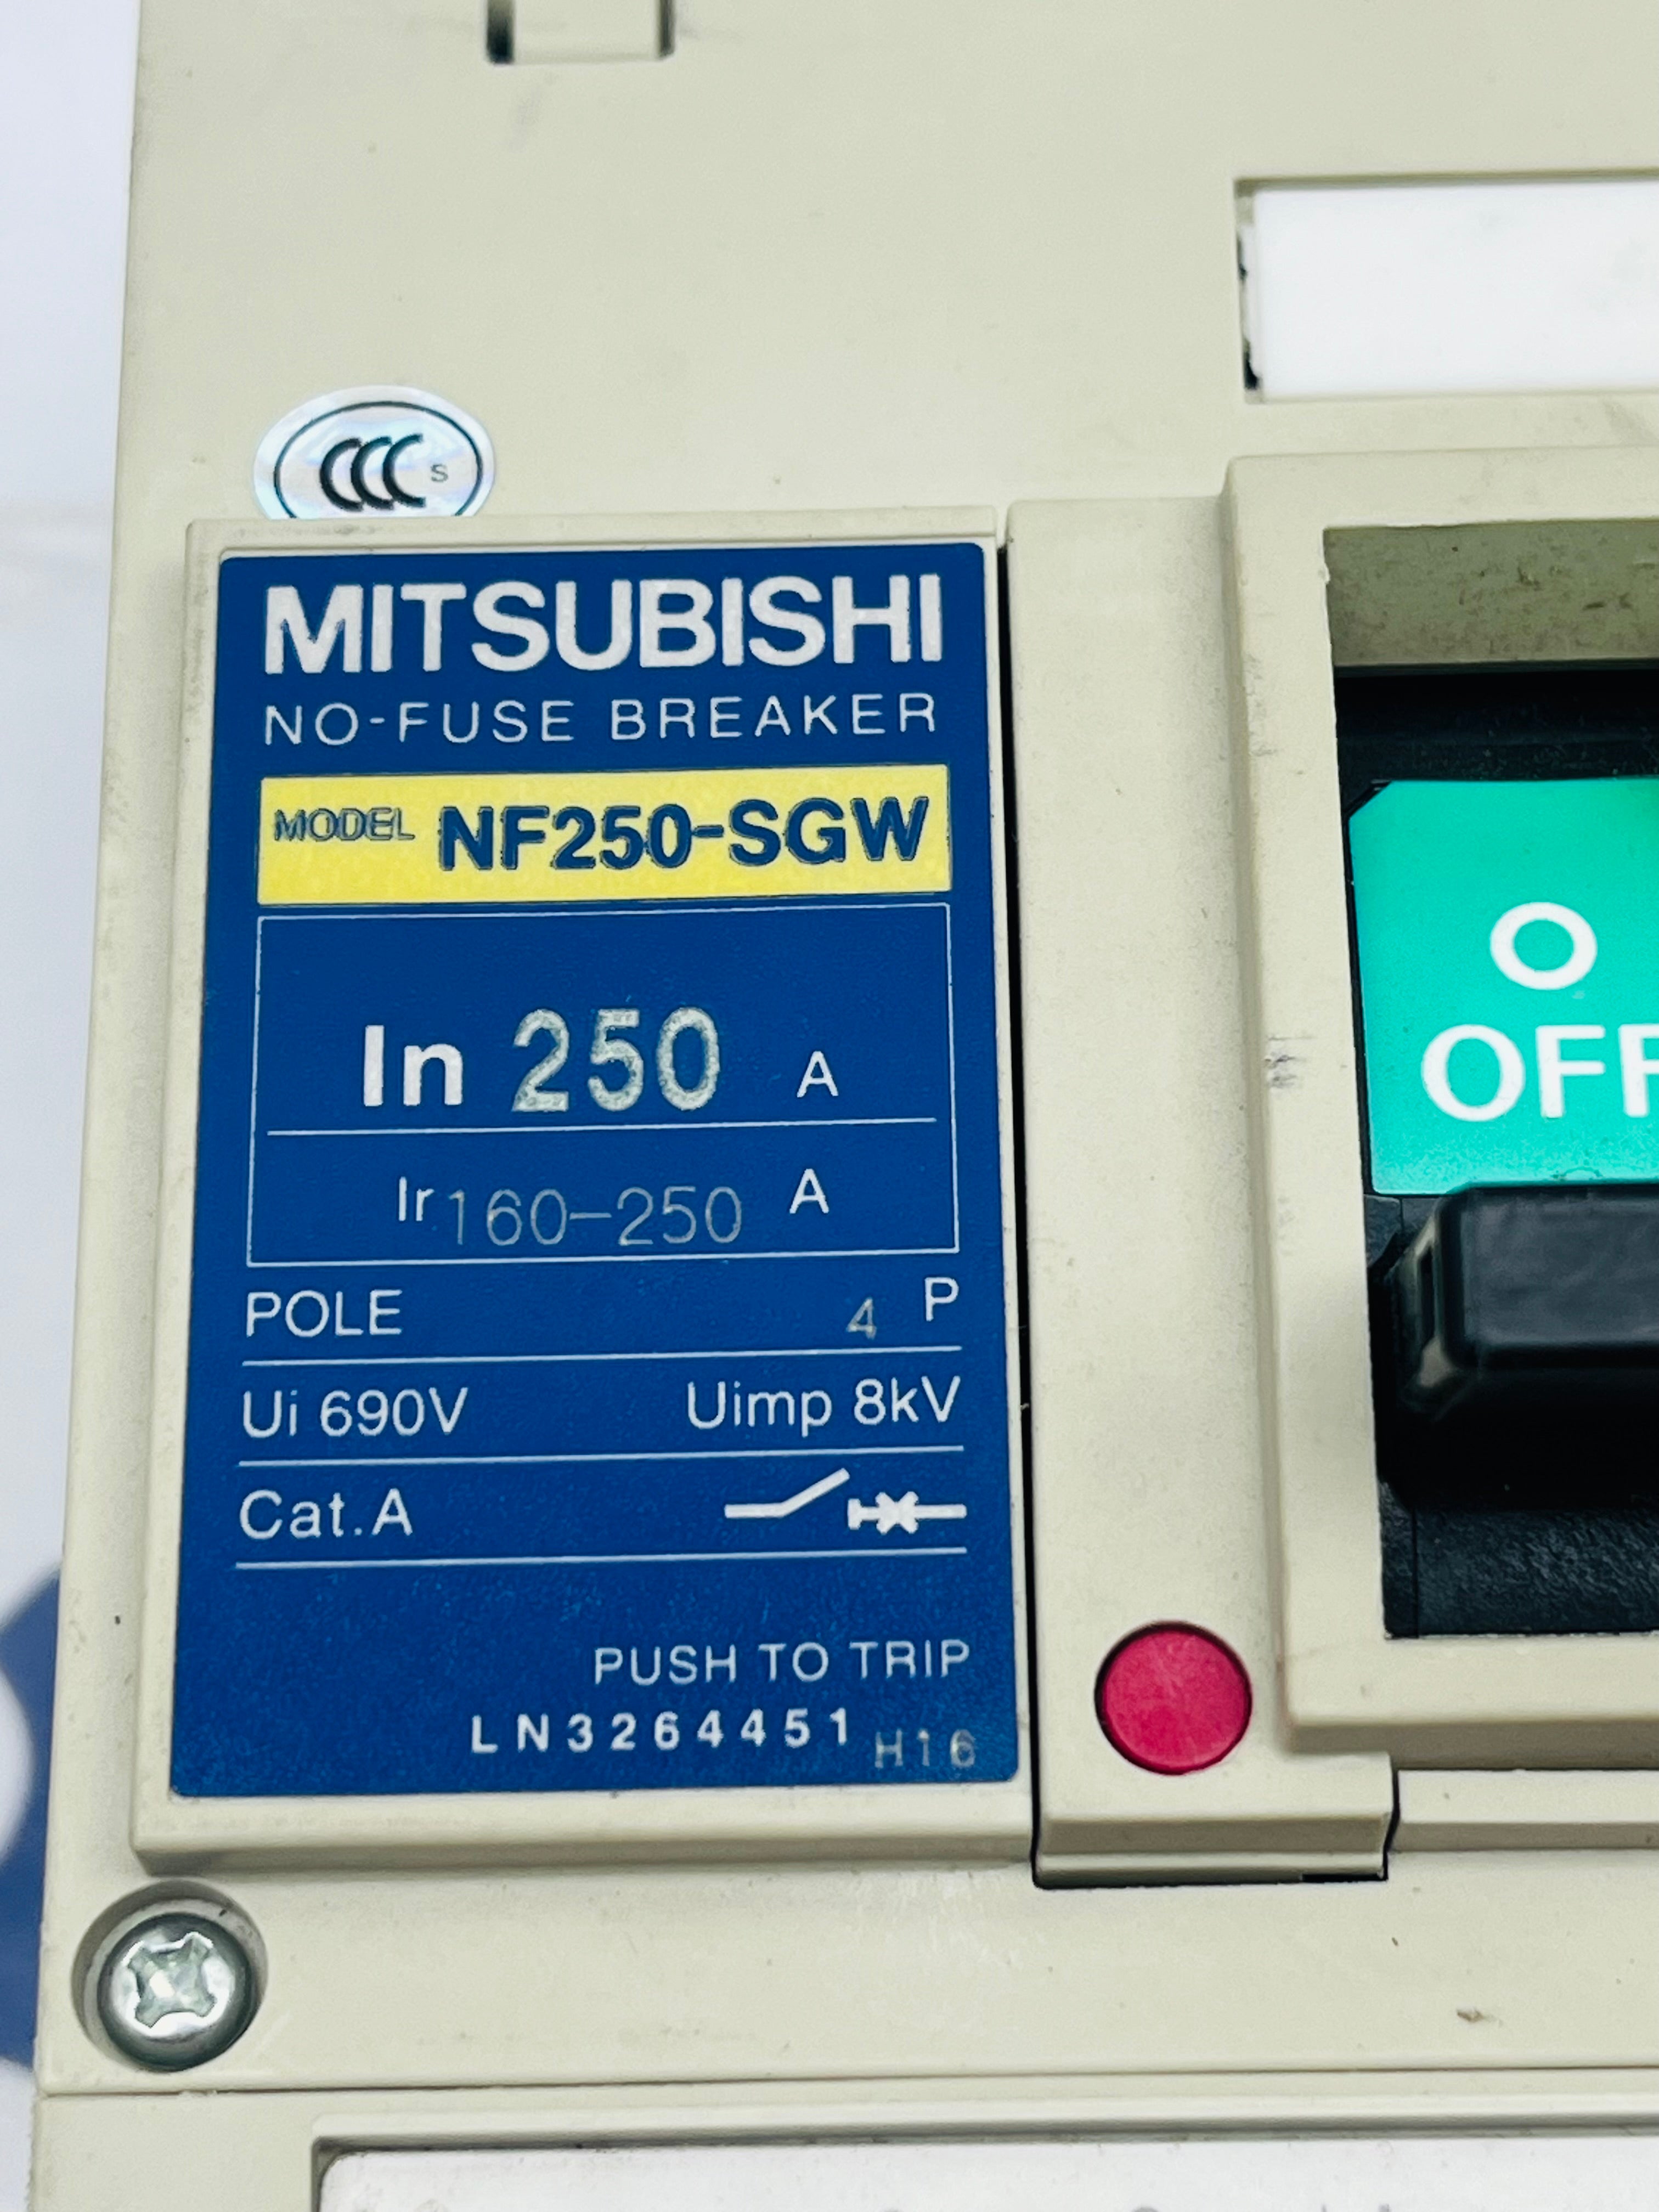 CCC S
MITSUBISHI
NO-FUSE BREAKER
MODEL NF250-SGW
In 250 A
Ir 160-250 A
POLE 4 P
Ui 690V Uimp 8kV
Cat.A
PUSH TO TRIP
LN3264451 H16
O
OFF